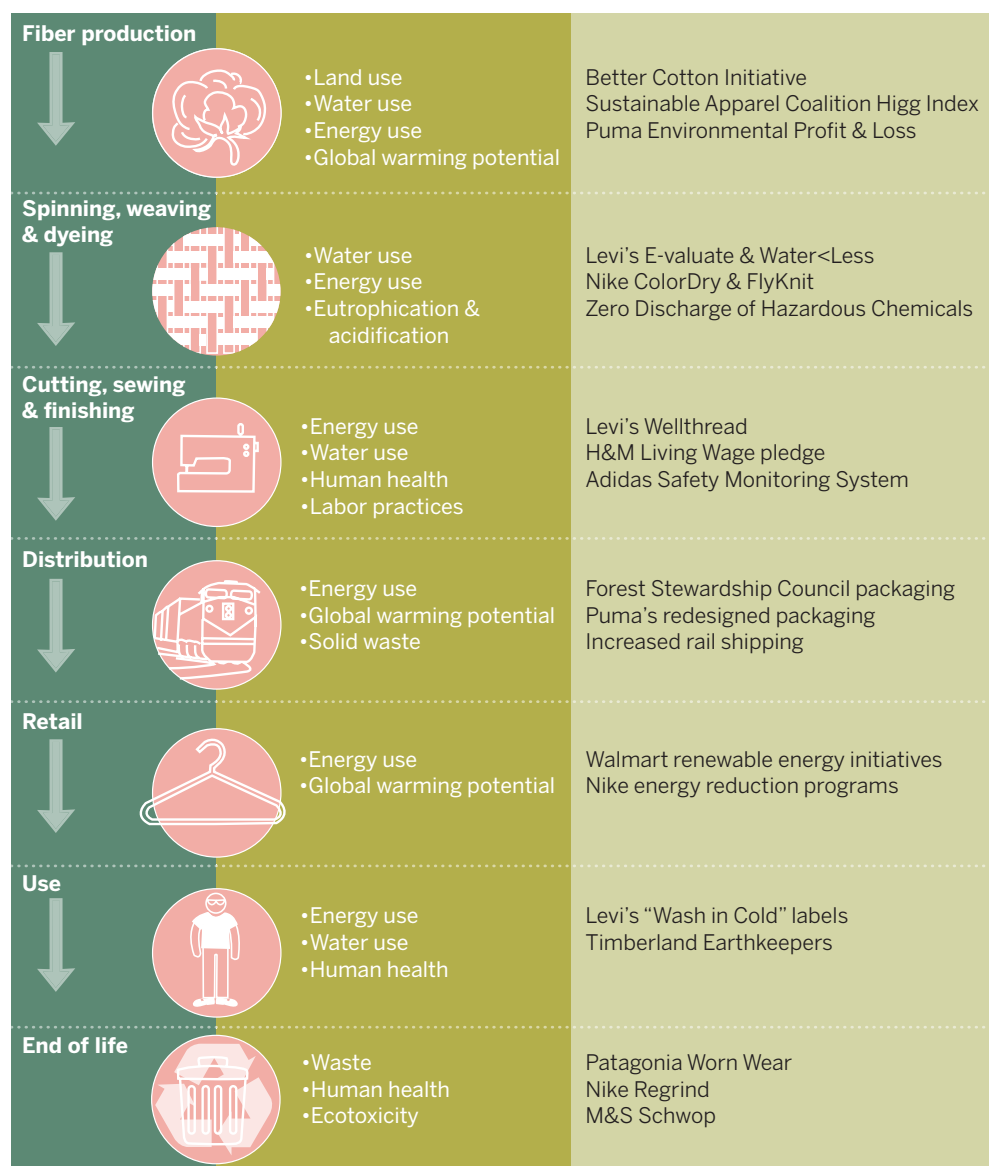 Fiber production
•Land use
•Water use
•Energy use
•Global warming potential
Better Cotton Initiative
Sustainable Apparel Coalition Higg Index
Puma Environmental Profit & Loss
Spinning, weaving
& dyeing
•Water use
•Energy use
•Eutrophication &
acidification
Levi’s E-valuate & Water<Less
Nike ColorDry & FlyKnit
Zero Discharge of Hazardous Chemicals
Cutting, sewing
& finishing
•Energy use
•Water use
•Human health
•Labor practices
Levi’s Wellthread
H&M Living Wage pledge
Adidas Safety Monitoring System
Distribution
•Energy use
•Global warming potential
•Solid waste
Forest Stewardship Council packaging
Puma’s redesigned packaging
Increased rail shipping
Retail
•Energy use
•Global warming potential
Walmart renewable energy initiatives
Nike energy reduction programs
Use
•Energy use
•Water use
•Human health
Levi’s “Wash in Cold” labels
Timberland Earthkeepers
End of life
•Waste
•Human health
•Ecotoxicity
Patagonia Worn Wear
Nike Regrind
M&S Schwop